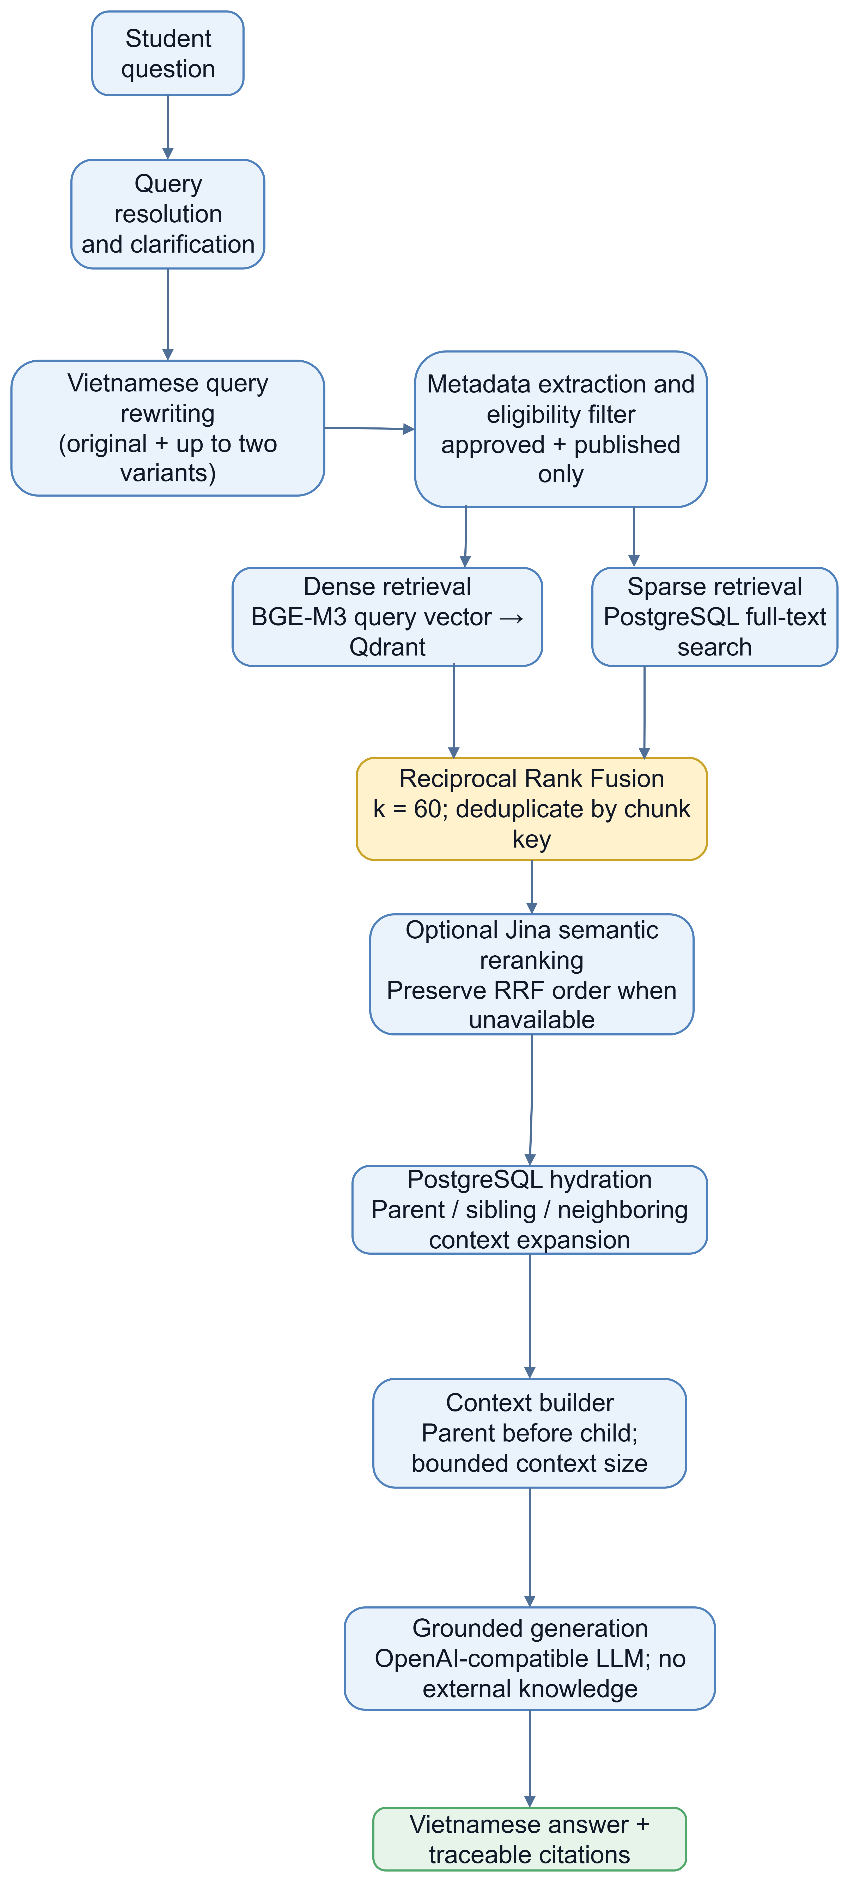 Student
question
Query
resolution
and clarification
Vietnamese query
rewriting
(original + up to two
variants)
Metadata extraction and
eligibility filter
approved + published
only
Dense retrieval
BGE-M3 query vector →
Qdrant
Sparse retrieval
PostgreSQL full-text
search
Reciprocal Rank Fusion
k = 60; deduplicate by chunk
key
Optional Jina semantic
reranking
Preserve RRF order when
unavailable
PostgreSQL hydration
Parent / sibling / neighboring
context expansion
Context builder
Parent before child;
bounded context size
Grounded generation
OpenAI-compatible LLM; no
external knowledge
Vietnamese answer +
traceable citations